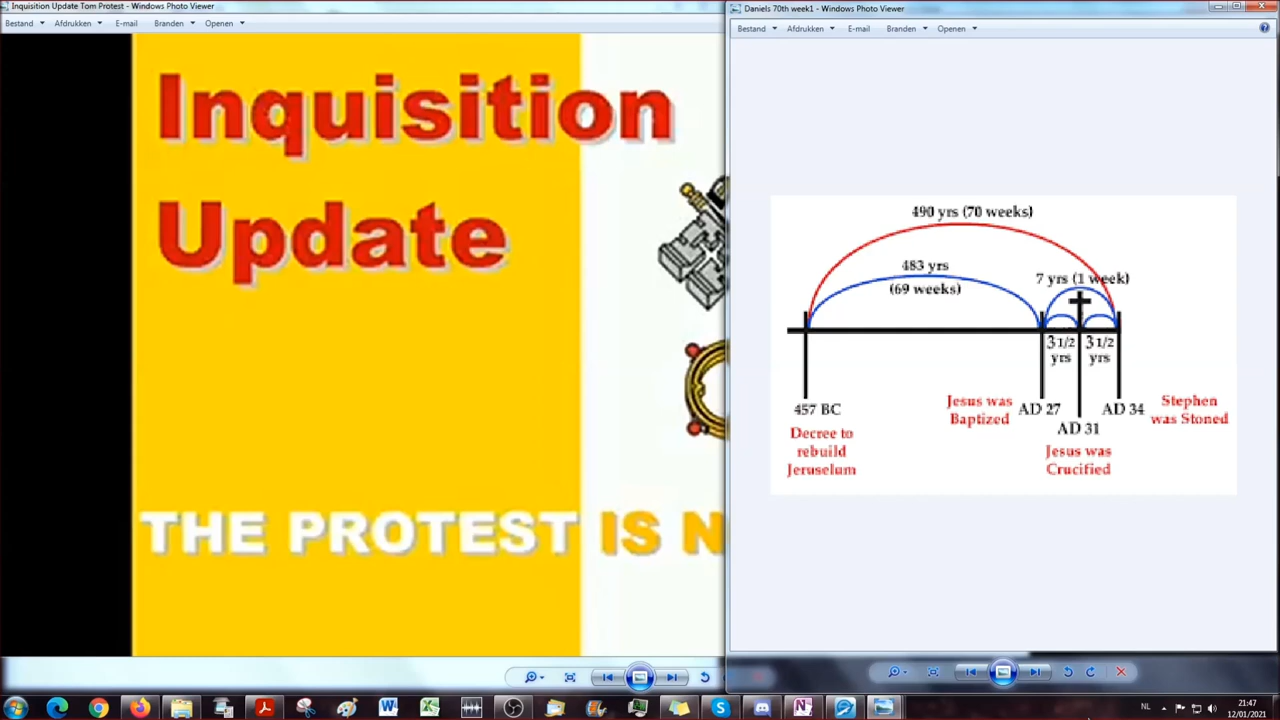 Inquisition Update Tom Protest - Windows Photo Viewer
Bestand Afdrukken E-mail Branden Openen
Inquisition
Update
THE PROTEST IS N
Daniels 70th week1 - Windows Photo Viewer
Bestand Afdrukken E-mail Branden Openen
490 yrs (70 weeks)
483 yrs
(69 weeks)
7 yrs (1 week)
3 1/2
yrs
3 1/2
yrs
457 BC
Decree to
rebuild
Jeruselum
Jesus was
Baptized
AD 27
AD 31
Jesus was
Crucified
AD 34
Stephen
was Stoned
NL
21:47
12/01/2021